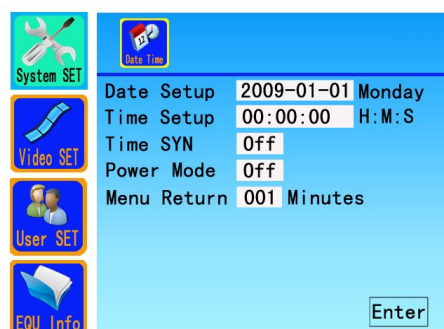 System SET
Date Time
Date Setup 2009-01-01 Monday
Time Setup 00:00:00 H:M:S
Video SET
Time SYN Off
Power Mode Off
User SET
Menu Return 001 Minutes
EQU Info
Enter